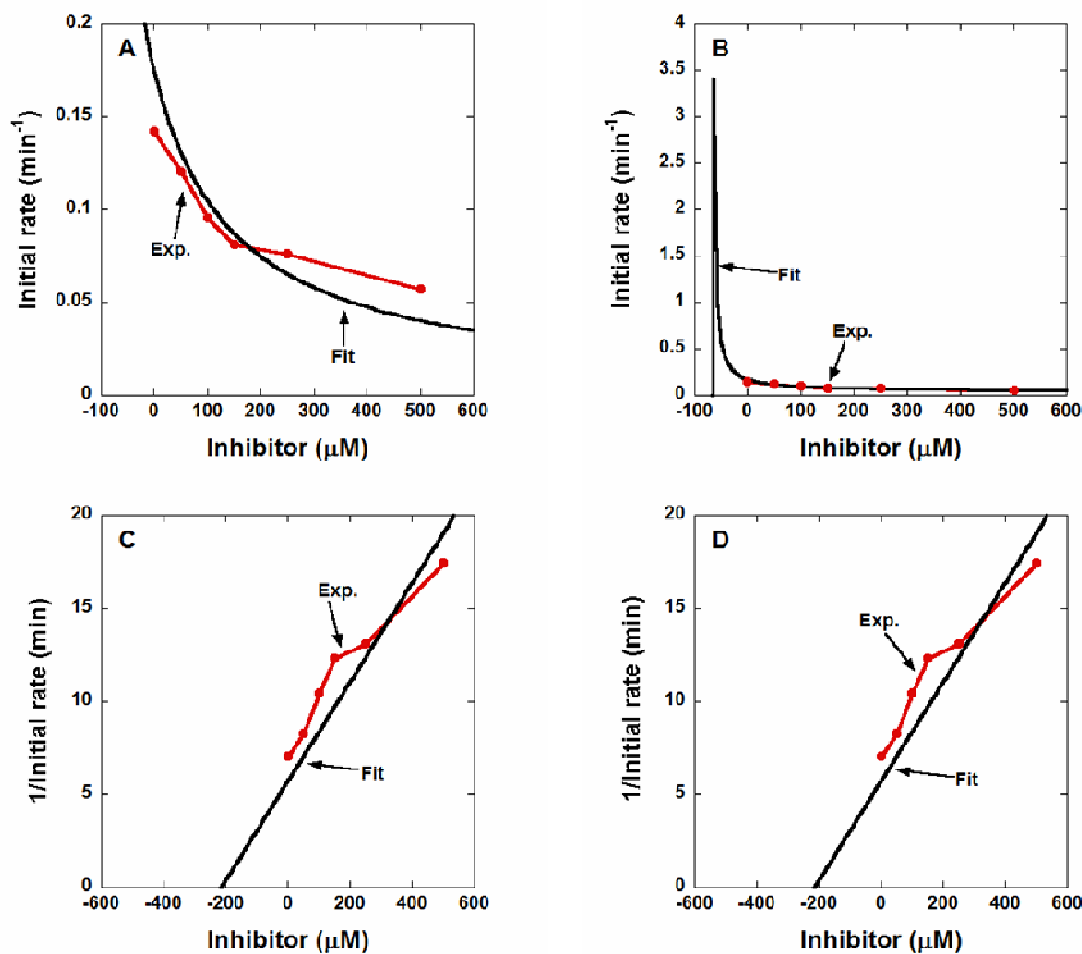 A
Initial rate (min⁻¹)
0.2
0.15
0.1
0.05
0
Exp.
Fit
-100 0 100 200 300 400 500 600
Inhibitor (μM)
B
Initial rate (min⁻¹)
4
3.5
3
2.5
2
1.5
1
0.5
0
Fit
Exp.
-100 0 100 200 300 400 500 600
Inhibitor (μM)
C
1/Initial rate (min)
20
15
10
5
0
Exp.
Fit
-600 -400 -200 0 200 400 600
Inhibitor (μM)
D
1/Initial rate (min)
20
15
10
5
0
Exp.
Fit
-600 -400 -200 0 200 400 600
Inhibitor (μM)